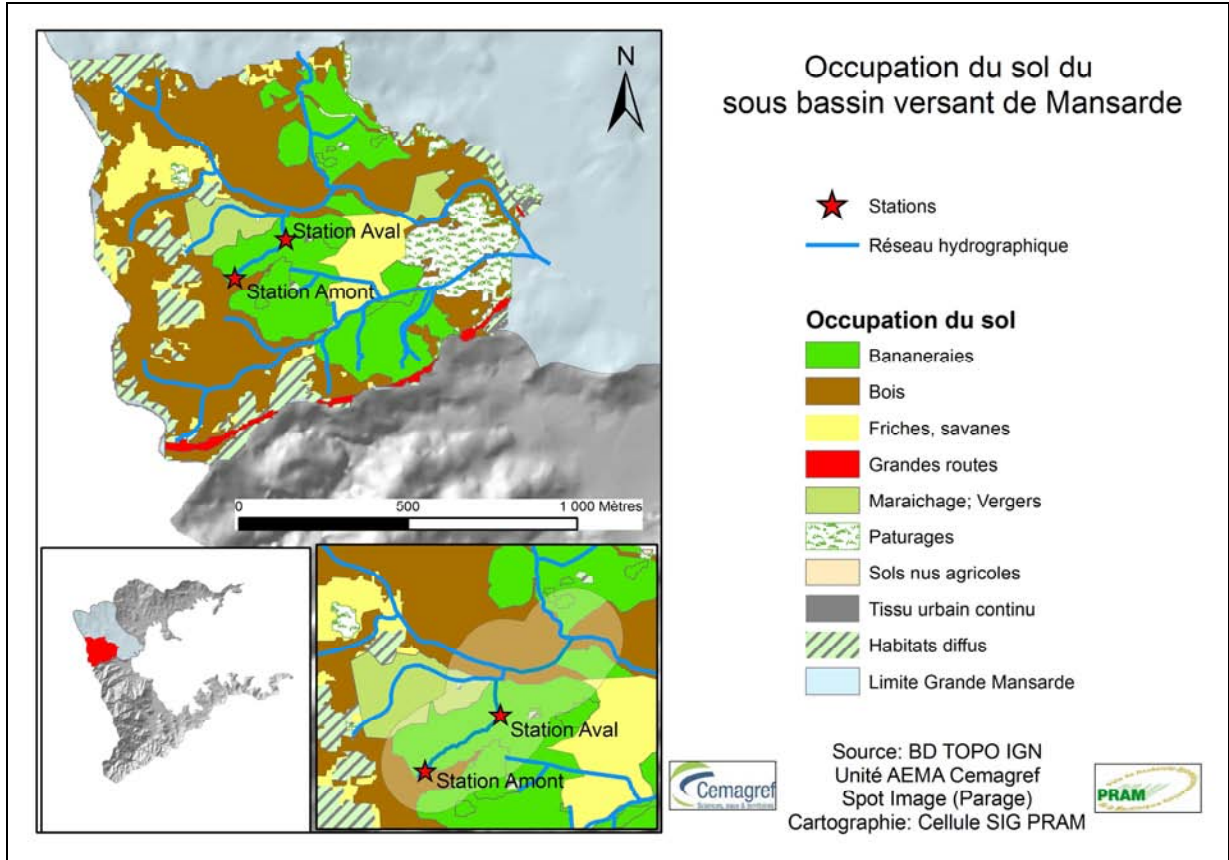 N
Station Aval
Station Amont
0 500 1 000 Mètres
Station Aval
Station Amont
Occupation du sol du
sous bassin versant de Mansarde
Stations
Réseau hydrographique
Occupation du sol
Bananeraies
Bois
Friches, savanes
Grandes routes
Maraichage; Vergers
Paturages
Sols nus agricoles
Tissu urbain continu
Habitats diffus
Limite Grande Mansarde
Cemagref
Source: BD TOPO IGN
Unité AEMA Cemagref
Spot Image (Parage)
Cartographie: Cellule SIG PRAM
PRAM